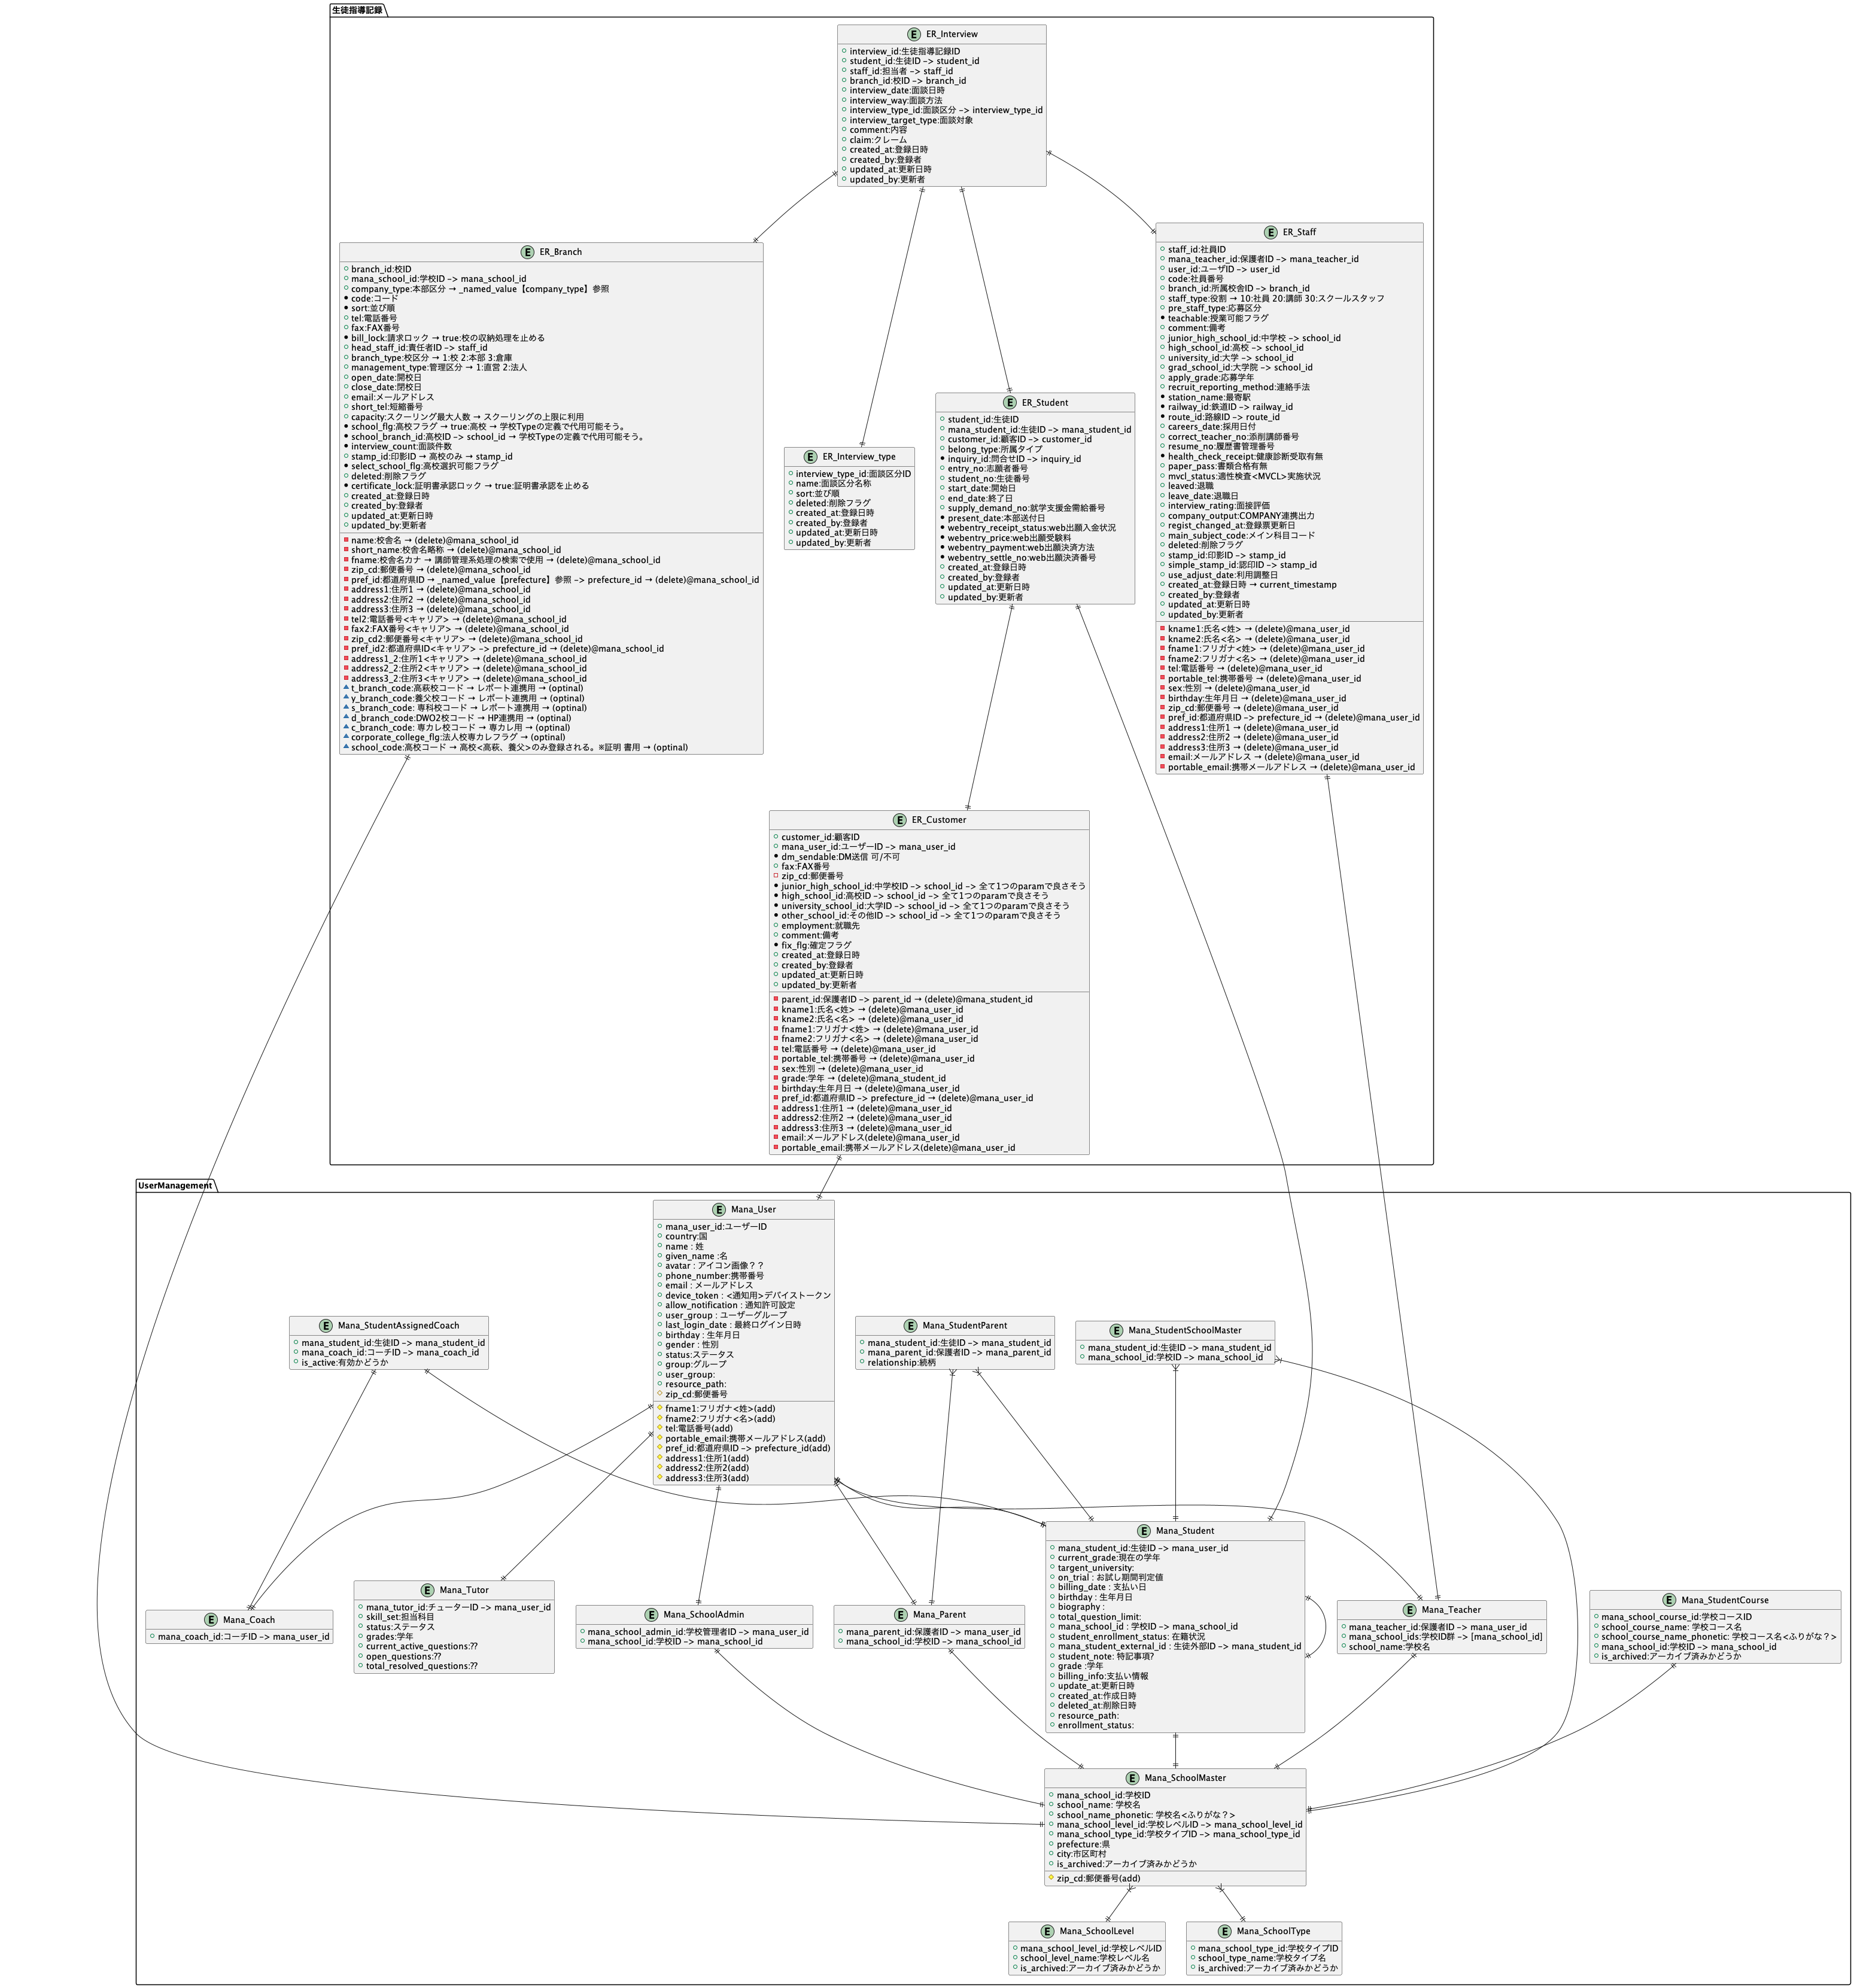 生徒指導記録
E ER_Interview
interview_id:生徒指導記録ID
student_id:生徒ID -> student_id
staff_id:担当者 -> staff_id
branch_id:校ID -> branch_id
interview_date:面談日時
interview_way:面談方法
interview_type_id:面談区分 -> interview_type_id
interview_target_type:面談対象
comment:内容
claim:クレーム
created_at:登録日時
created_by:登録者
updated_at:更新日時
updated_by:更新者
E ER_Branch
branch_id:校ID
mana_school_id:学校ID -> mana_school_id
company_type:本部区分 → _named_value【company_type】参照
code:コード
sort:並び順
tel:電話番号
fax:FAX番号
bill_lock:請求ロック → true:校の収納処理を止める
head_staff_id:責任者ID -> staff_id
branch_type:校区分 → 1:校 2:本部 3:倉庫
management_type:管理区分 → 1:直営 2:法人
open_date:開校日
close_date:閉校日
email:メールアドレス
short_tel:短縮番号
capacity:スクーリング最大人数 → スクーリングの上限に利用
school_flg:高校フラグ → true:高校 → 学校Typeの定義で代用可能そう。
school_branch_id:高校ID -> school_id → 学校Typeの定義で代用可能そう。
interview_count:面談件数
stamp_id:印影ID → 高校のみ → stamp_id
select_school_flg:高校選択可能フラグ
deleted:削除フラグ
certificate_lock:証明書承認ロック → true:証明書承認を止める
created_at:登録日時
created_by:登録者
updated_at:更新日時
updated_by:更新者
name:校舎名 → (delete)@mana_school_id
short_name:校舎名略称 → (delete)@mana_school_id
fname:校舎名カナ → 講師管理系処理の検索で使用 → (delete)@mana_school_id
zip_cd:郵便番号 → (delete)@mana_school_id
pref_id:都道府県ID → _named_value【prefecture】参照 -> prefecture_id → (delete)@mana_school_id
address1:住所1 → (delete)@mana_school_id
address2:住所2 → (delete)@mana_school_id
address3:住所3 → (delete)@mana_school_id
tel2:電話番号<キャリア> → (delete)@mana_school_id
fax2:FAX番号<キャリア> → (delete)@mana_school_id
zip_cd2:郵便番号<キャリア> → (delete)@mana_school_id
pref_id2:都道府県ID<キャリア> -> prefecture_id → (delete)@mana_school_id
address1_2:住所1<キャリア> → (delete)@mana_school_id
address2_2:住所2<キャリア> → (delete)@mana_school_id
address3_2:住所3<キャリア> → (delete)@mana_school_id
t_branch_code:高萩校コード → レポート連携用 → (optinal)
y_branch_code:養父校コード → レポート連携用 → (optinal)
s_branch_code: 専科校コード → レポート連携用 → (optinal)
d_branch_code:DWO2校コード → HP連携用 → (optinal)
c_branch_code: 専カレ校コード → 専カレ用 → (optinal)
corporate_college_flg:法人校専カレフラグ → (optinal)
school_code:高校コード → 高校<高萩、養父>のみ登録される。※証明 書用 → (optinal)
E ER_Interview_type
interview_type_id:面談区分ID
name:面談区分名称
sort:並び順
deleted:削除フラグ
created_at:登録日時
created_by:登録者
updated_at:更新日時
updated_by:更新者
E ER_Student
student_id:生徒ID
mana_student_id:生徒ID -> mana_student_id
customer_id:顧客ID -> customer_id
belong_type:所属タイプ
inquiry_id:問合せID -> inquiry_id
entry_no:志願者番号
student_no:生徒番号
start_date:開始日
end_date:終了日
supply_demand_no:就学支援金需給番号
present_date:本部送付日
webentry_receipt_status:web出願入金状況
webentry_price:web出願受験料
webentry_payment:web出願決済方法
webentry_settle_no:web出願決済番号
created_at:登録日時
created_by:登録者
updated_at:更新日時
updated_by:更新者
E ER_Staff
staff_id:社員ID
mana_teacher_id:保護者ID -> mana_teacher_id
user_id:ユーザID -> user_id
code:社員番号
branch_id:所属校舎ID -> branch_id
staff_type:役割 → 10:社員 20:講師 30:スクールスタッフ
pre_staff_type:応募区分
teachable:授業可能フラグ
comment:備考
junior_high_school_id:中学校 -> school_id
high_school_id:高校 -> school_id
university_id:大学 -> school_id
grad_school_id:大学院 -> school_id
apply_grade:応募学年
recruit_reporting_method:連絡手法
station_name:最寄駅
railway_id:鉄道ID -> railway_id
route_id:路線ID -> route_id
careers_date:採用日付
correct_teacher_no:添削講師番号
resume_no:履歴書管理番号
health_check_receipt:健康診断受取有無
paper_pass:書類合格有無
mvcl_status:適性検査<MVCL>実施状況
leaved:退職
leave_date:退職日
interview_rating:面接評価
company_output:COMPANY連携出力
regist_changed_at:登録票更新日
main_subject_code:メイン科目コード
deleted:削除フラグ
stamp_id:印影ID -> stamp_id
simple_stamp_id:認印ID -> stamp_id
use_adjust_date:利用調整日
created_at:登録日時 → current_timestamp
created_by:登録者
updated_at:更新日時
updated_by:更新者
kname1:氏名<姓> → (delete)@mana_user_id
kname2:氏名<名> → (delete)@mana_user_id
fname1:フリガナ<姓> → (delete)@mana_user_id
fname2:フリガナ<名> → (delete)@mana_user_id
tel:電話番号 → (delete)@mana_user_id
portable_tel:携帯番号 → (delete)@mana_user_id
sex:性別 → (delete)@mana_user_id
birthday:生年月日 → (delete)@mana_user_id
zip_cd:郵便番号 → (delete)@mana_user_id
pref_id:都道府県ID -> prefecture_id → (delete)@mana_user_id
address1:住所1 → (delete)@mana_user_id
address2:住所2 → (delete)@mana_user_id
address3:住所3 → (delete)@mana_user_id
email:メールアドレス → (delete)@mana_user_id
portable_email:携帯メールアドレス → (delete)@mana_user_id
E ER_Customer
customer_id:顧客ID
mana_user_id:ユーザーID -> mana_user_id
dm_sendable:DM送信 可/不可
fax:FAX番号
zip_cd:郵便番号
junior_high_school_id:中学校ID -> school_id -> 全て1つのparamで良さそう
high_school_id:高校ID -> school_id -> 全て1つのparamで良さそう
university_school_id:大学ID -> school_id -> 全て1つのparamで良さそう
other_school_id:その他ID -> school_id -> 全て1つのparamで良さそう
employment:就職先
comment:備考
fix_flg:確定フラグ
created_at:登録日時
created_by:登録者
updated_at:更新日時
updated_by:更新者
parent_id:保護者ID -> parent_id → (delete)@mana_student_id
kname1:氏名<姓> → (delete)@mana_user_id
kname2:氏名<名> → (delete)@mana_user_id
fname1:フリガナ<姓> → (delete)@mana_user_id
fname2:フリガナ<名> → (delete)@mana_user_id
tel:電話番号 → (delete)@mana_user_id
portable_tel:携帯番号 → (delete)@mana_user_id
sex:性別 → (delete)@mana_user_id
grade:学年 → (delete)@mana_student_id
birthday:生年月日 → (delete)@mana_user_id
pref_id:都道府県ID -> prefecture_id → (delete)@mana_user_id
address1:住所1 → (delete)@mana_user_id
address2:住所2 → (delete)@mana_user_id
address3:住所3 → (delete)@mana_user_id
email:メールアドレス(delete)@mana_user_id
portable_email:携帯メールアドレス(delete)@mana_user_id
UserManagement
E Mana_User
mana_user_id:ユーザーID
country:国
name : 姓
given_name :名
avatar : アイコン画像？？
phone_number:携帯番号
email : メールアドレス
device_token : <通知用>デバイストークン
allow_notification : 通知許可設定
user_group : ユーザーグループ
last_login_date : 最終ログイン日時
birthday : 生年月日
gender : 性別
status:ステータス
group:グループ
user_group:
resource_path:
zip_cd:郵便番号
fname1:フリガナ<姓>(add)
fname2:フリガナ<名>(add)
tel:電話番号(add)
portable_email:携帯メールアドレス(add)
pref_id:都道府県ID -> prefecture_id(add)
address1:住所1(add)
address2:住所2(add)
address3:住所3(add)
E Mana_StudentAssignedCoach
mana_student_id:生徒ID -> mana_student_id
mana_coach_id:コーチID -> mana_coach_id
is_active:有効かどうか
E Mana_StudentParent
mana_student_id:生徒ID -> mana_student_id
mana_parent_id:保護者ID -> mana_parent_id
relationship:続柄
E Mana_StudentSchoolMaster
mana_student_id:生徒ID -> mana_student_id
mana_school_id:学校ID -> mana_school_id
E Mana_Coach
mana_coach_id:コーチID -> mana_user_id
E Mana_Tutor
mana_tutor_id:チューターID -> mana_user_id
skill_set:担当科目
status:ステータス
grades:学年
current_active_questions:??
open_questions:??
total_resolved_questions:??
E Mana_SchoolAdmin
mana_school_admin_id:学校管理者ID -> mana_user_id
mana_school_id:学校ID -> mana_school_id
E Mana_Parent
mana_parent_id:保護者ID -> mana_user_id
mana_school_id:学校ID -> mana_school_id
E Mana_Student
mana_student_id:生徒ID -> mana_user_id
current_grade:現在の学年
targent_university:
on_trial : お試し期間判定値
billing_date : 支払い日
birthday : 生年月日
biography :
total_question_limit:
mana_school_id : 学校ID -> mana_school_id
student_enrollment_status: 在籍状況
mana_student_external_id : 生徒外部ID -> mana_student_id
student_note: 特記事項?
grade :学年
billing_info:支払い情報
update_at:更新日時
created_at:作成日時
deleted_at:削除日時
resource_path:
enrollment_status:
E Mana_Teacher
mana_teacher_id:保護者ID -> mana_user_id
mana_school_ids:学校ID群 -> [mana_school_id]
school_name:学校名
E Mana_StudentCourse
mana_school_course_id:学校コースID
school_course_name: 学校コース名
school_course_name_phonetic: 学校コース名<ふりがな？>
mana_school_id:学校ID -> mana_school_id
is_archived:アーカイブ済みかどうか
E Mana_SchoolMaster
mana_school_id:学校ID
school_name: 学校名
school_name_phonetic: 学校名<ふりがな？>
mana_school_level_id:学校レベルID -> mana_school_level_id
mana_school_type_id:学校タイプID -> mana_school_type_id
prefecture:県
city:市区町村
is_archived:アーカイブ済みかどうか
zip_cd:郵便番号(add)
E Mana_SchoolLevel
mana_school_level_id:学校レベルID
school_level_name:学校レベル名
is_archived:アーカイブ済みかどうか
E Mana_SchoolType
mana_school_type_id:学校タイプID
school_type_name:学校タイプ名
is_archived:アーカイブ済みかどうか